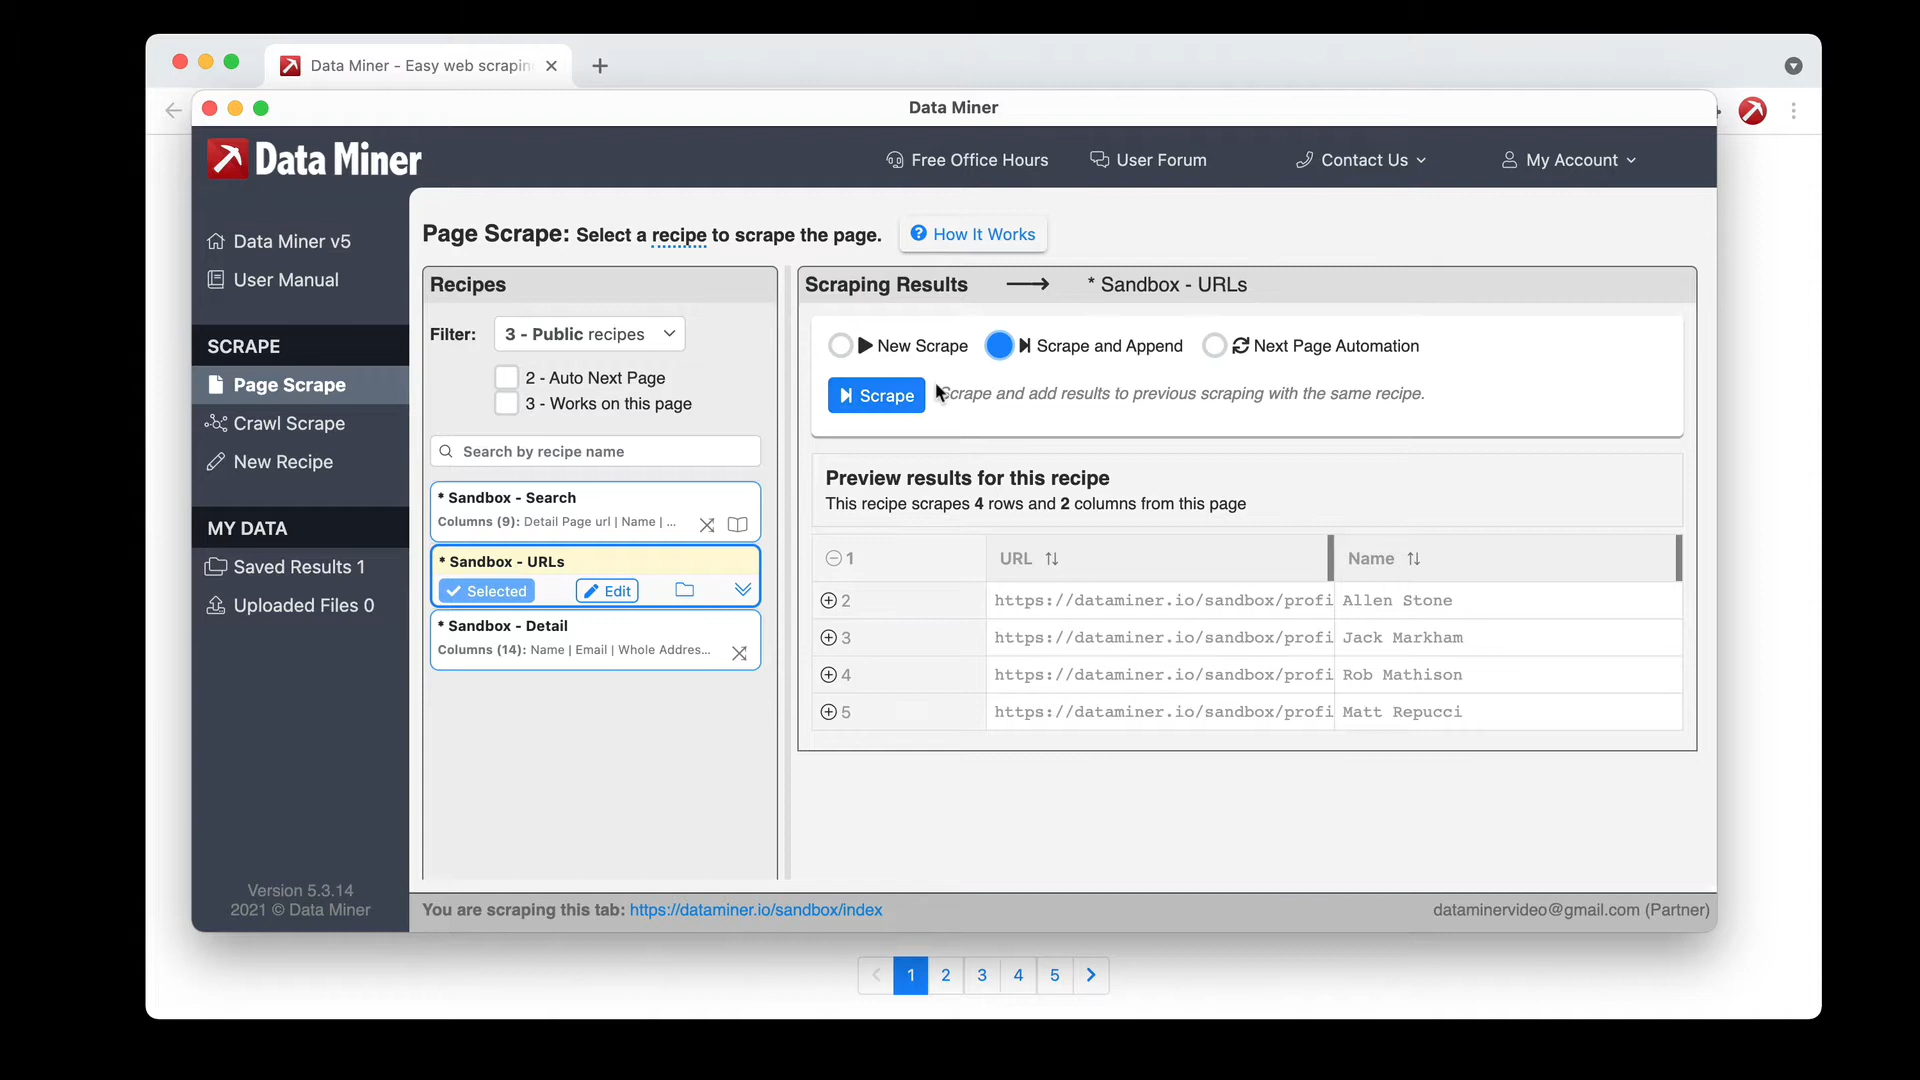 Data Miner - Easy web scrapin
Data Miner
Data Miner
Free Office Hours
User Forum
Contact Us
My Account
Data Miner v5
User Manual
SCRAPE
Page Scrape
Crawl Scrape
New Recipe
MY DATA
Saved Results 1
Uploaded Files 0
Version 5.3.14
2021 © Data Miner
Page Scrape: Select a recipe to scrape the page.
How It Works
Recipes
Filter: 3 - Public recipes
2 - Auto Next Page
3 - Works on this page
Search by recipe name
* Sandbox - Search
Columns (9): Detail Page url | Name | ...
* Sandbox - URLs
Selected Edit
* Sandbox - Detail
Columns (14): Name | Email | Whole Addres...
Scraping Results * Sandbox - URLs
New Scrape Scrape and Append Next Page Automation
Scrape Scrape and add results to previous scraping with the same recipe.
Preview results for this recipe
This recipe scrapes 4 rows and 2 columns from this page
1 URL Name
2 https://dataminer.io/sandbox/profi Allen Stone
3 https://dataminer.io/sandbox/profi Jack Markham
4 https://dataminer.io/sandbox/profi Rob Mathison
5 https://dataminer.io/sandbox/profi Matt Repucci
You are scraping this tab: https://dataminer.io/sandbox/index
dataminervideo@gmail.com (Partner)
1 2 3 4 5